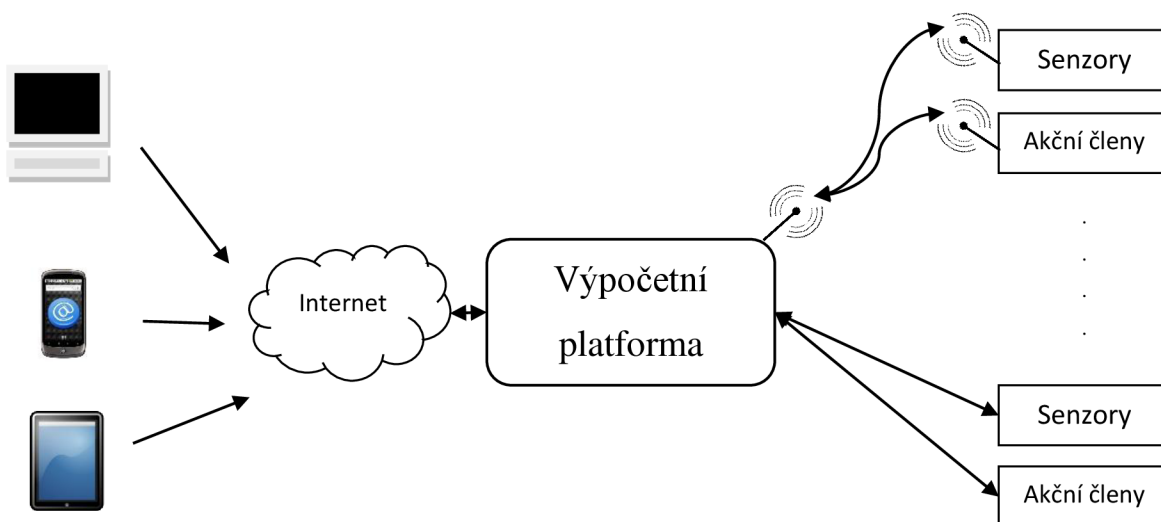 Senzory
Akční členy
Internet
Výpočetní
platforma
@
Senzory
Akční členy